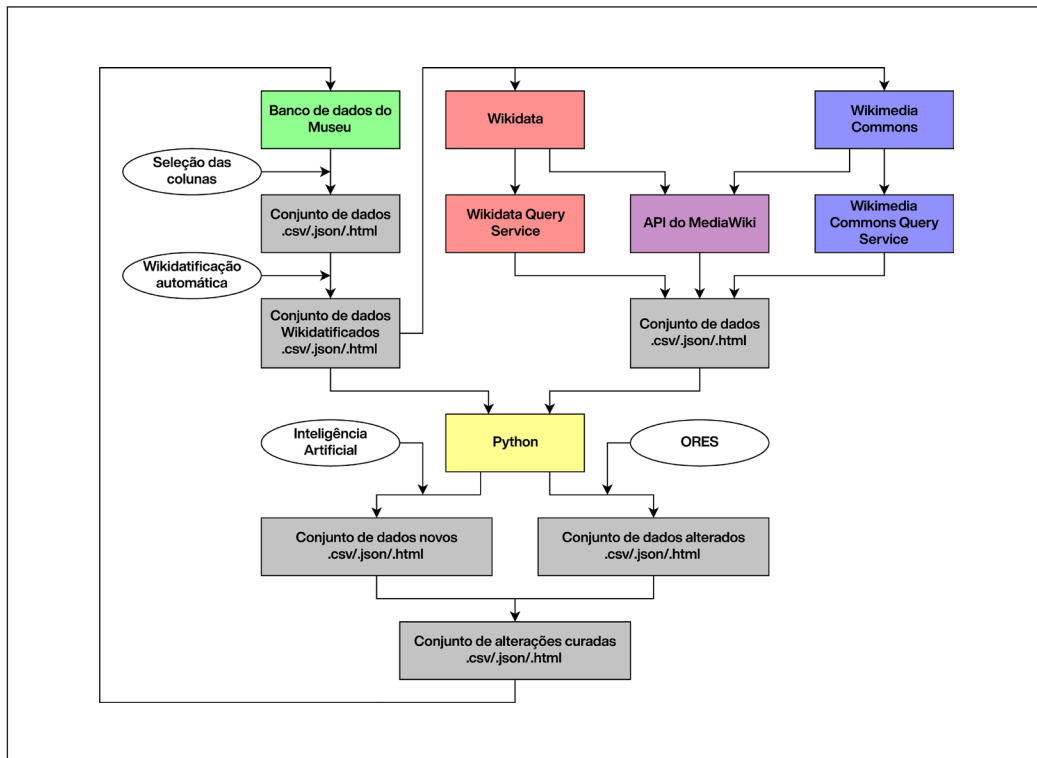 Banco de dados do
Museu
Wikidata
Wikimedia
Commons
Seleção das
colunas
Conjunto de dados
.csv/.json/.html
Wikidata Query
Service
API do MediaWiki
Wikimedia
Commons Query
Service
Wikidatificação
automática
Conjunto de dados
Wikidatificados
.csv/.json/.html
Conjunto de dados
.csv/.json/.html
Inteligência
Artificial
Python
ORES
Conjunto de dados novos
.csv/.json/.html
Conjunto de dados alterados
.csv/.json/.html
Conjunto de alterações curadas
.csv/.json/.html